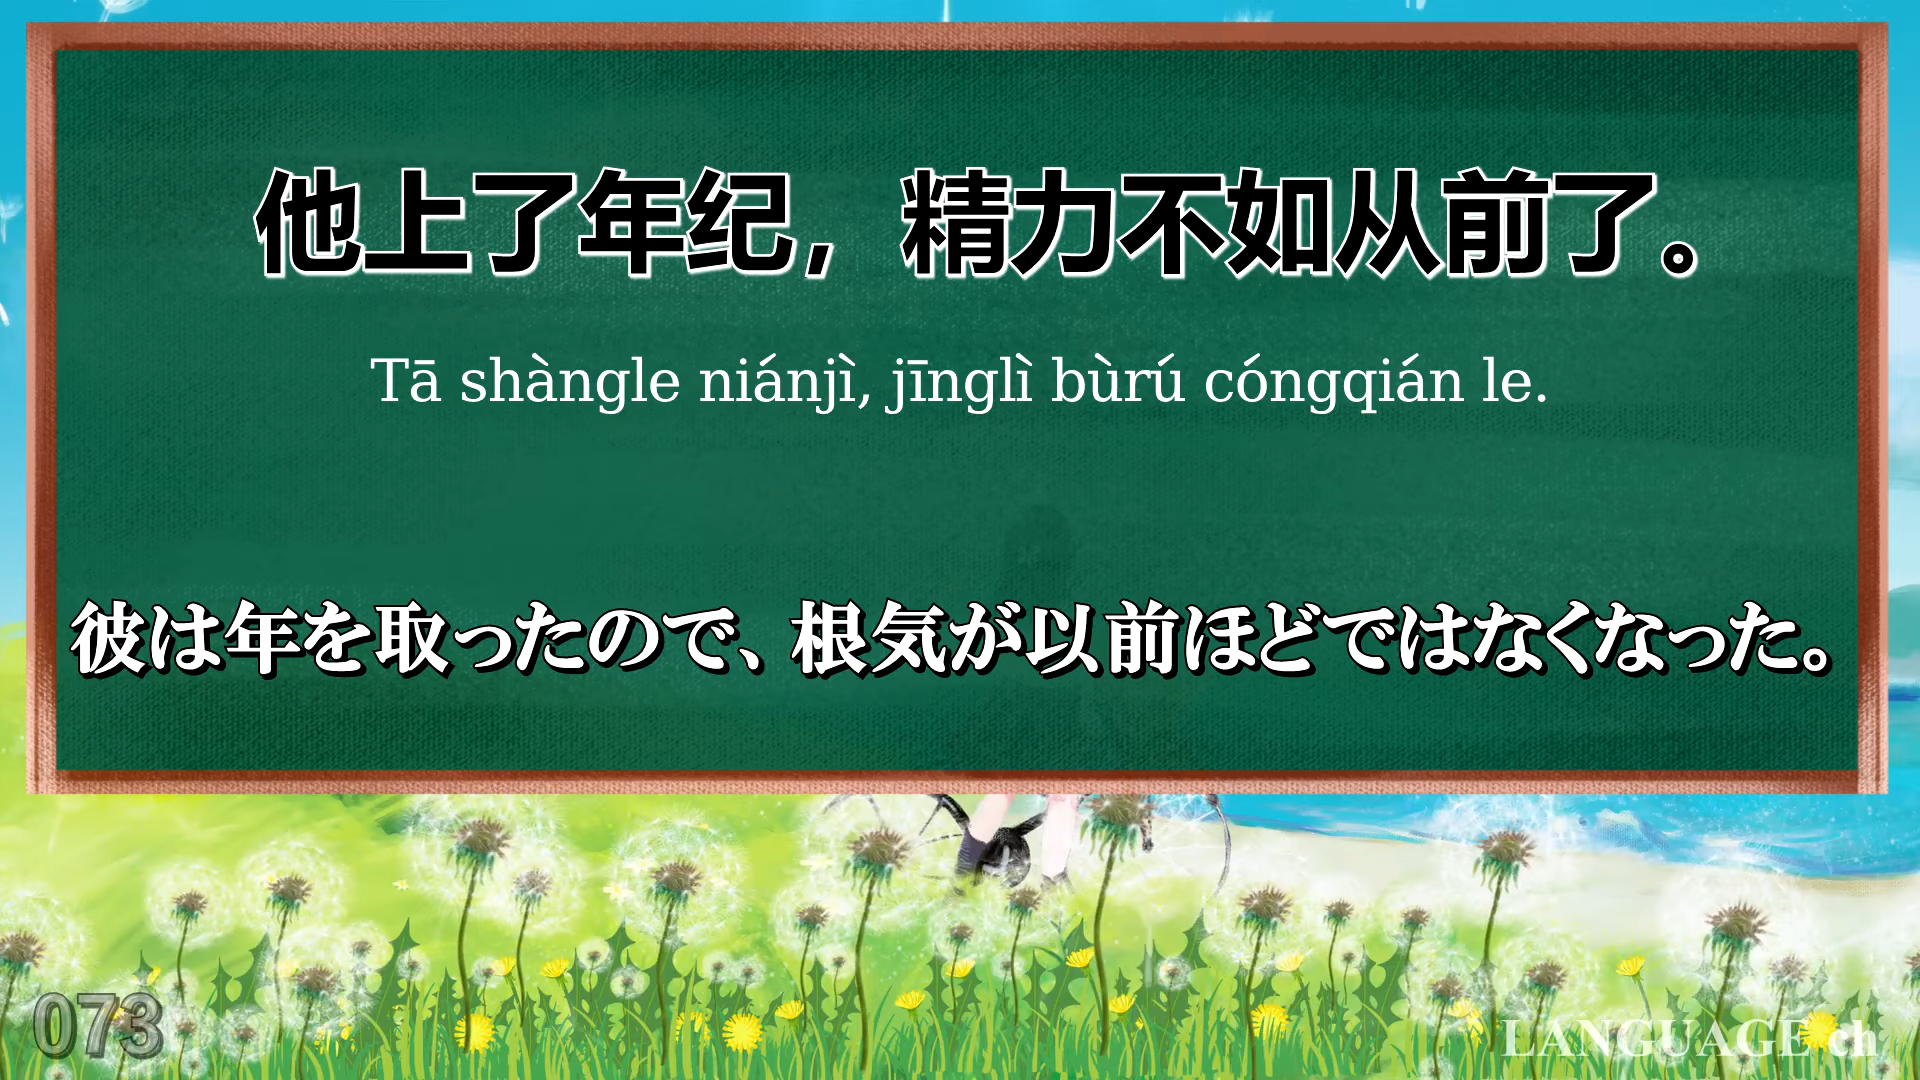 他上了年纪，精力不如从前了。
Tā shàngle niánjì, jīnglì bùrú cóngqián le.
彼は年を取ったので、根気が以前ほどではなくなった。
073
LANGUAGE ch